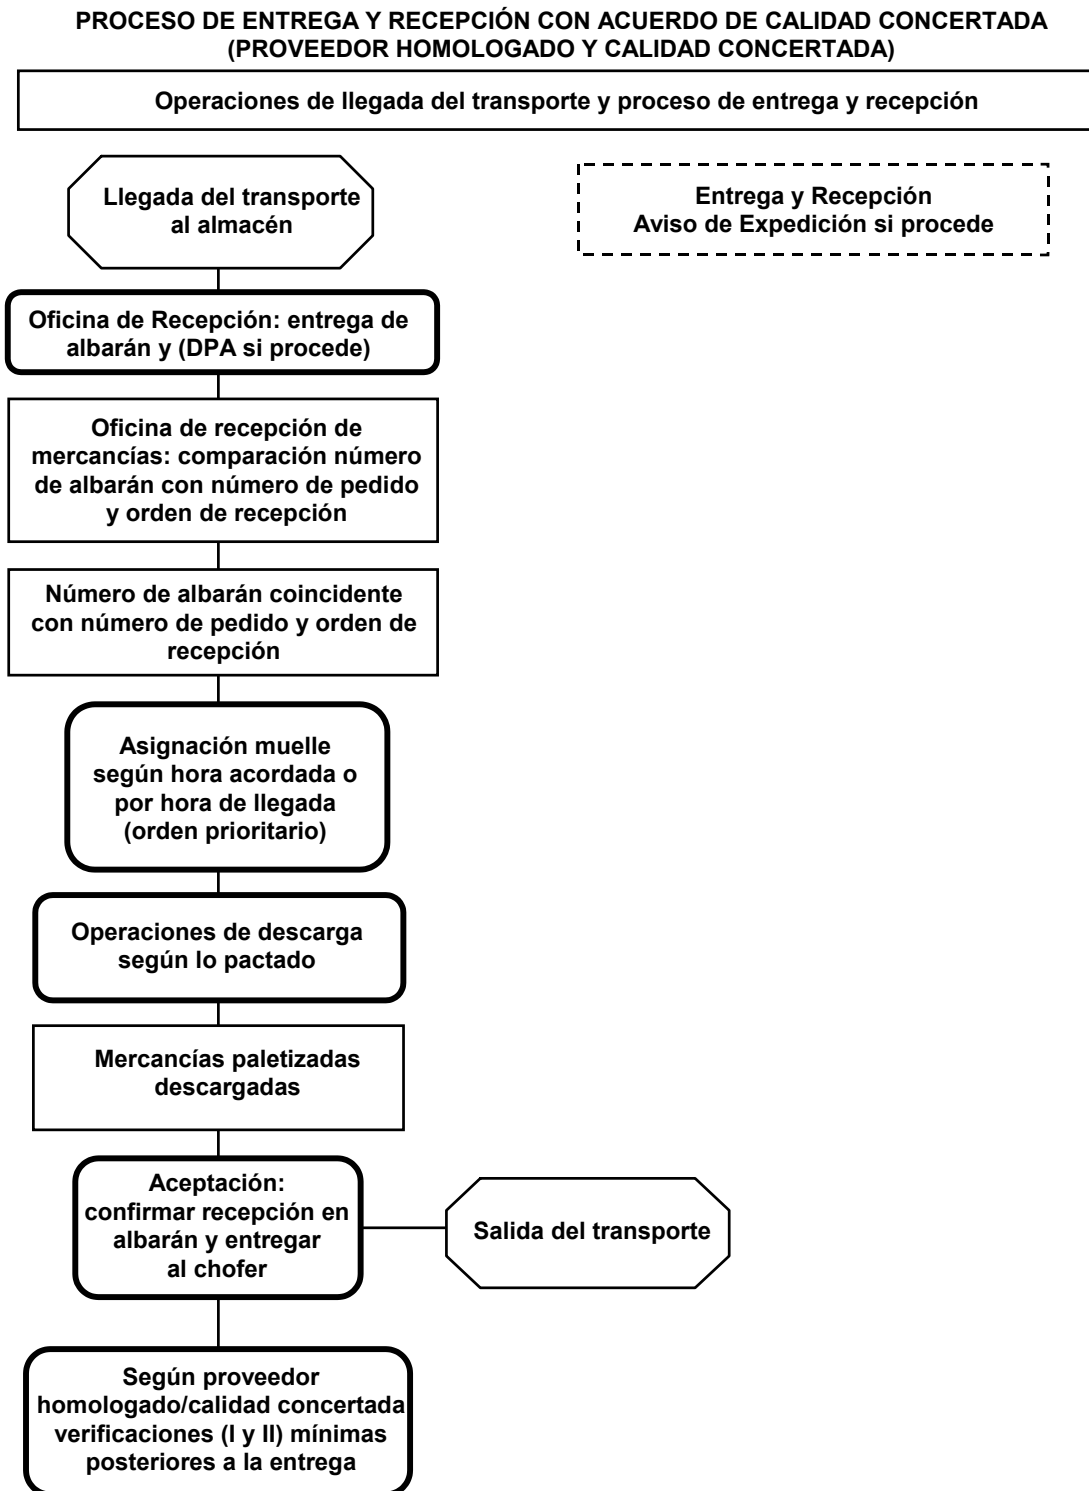 PROCESO DE ENTREGA Y RECEPCIÓN CON ACUERDO DE CALIDAD CONCERTADA
(PROVEEDOR HOMOLOGADO Y CALIDAD CONCERTADA)
Operaciones de llegada del transporte y proceso de entrega y recepción
Llegada del transporte
al almacén
Entrega y Recepción
Aviso de Expedición si procede
Oficina de Recepción: entrega de
albarán y (DPA si procede)
Oficina de recepción de
mercancías: comparación número
de albarán con número de pedido
y orden de recepción
Número de albarán coincidente
con número de pedido y orden de
recepción
Asignación muelle
según hora acordada o
por hora de llegada
(orden prioritario)
Operaciones de descarga
según lo pactado
Mercancías paletizadas
descargadas
Aceptación:
confirmar recepción en
albarán y entregar
al chofer
Salida del transporte
Según proveedor
homologado/calidad concertada
verificaciones (I y II) mínimas
posteriores a la entrega